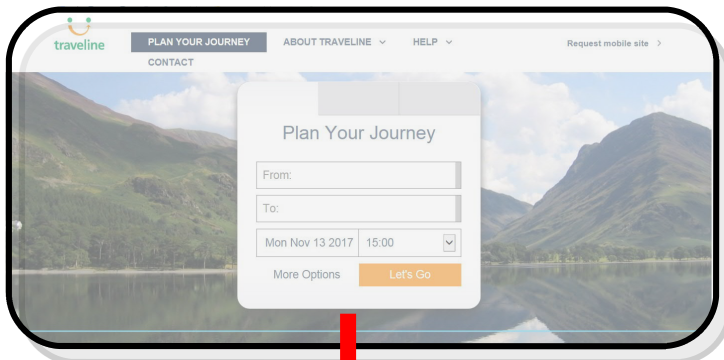 traveline
PLAN YOUR JOURNEY ABOUT TRAVELINE HELP Request mobile site
CONTACT
Plan Your Journey
From:
To:
Mon Nov 13 2017 15:00
More Options Let's Go